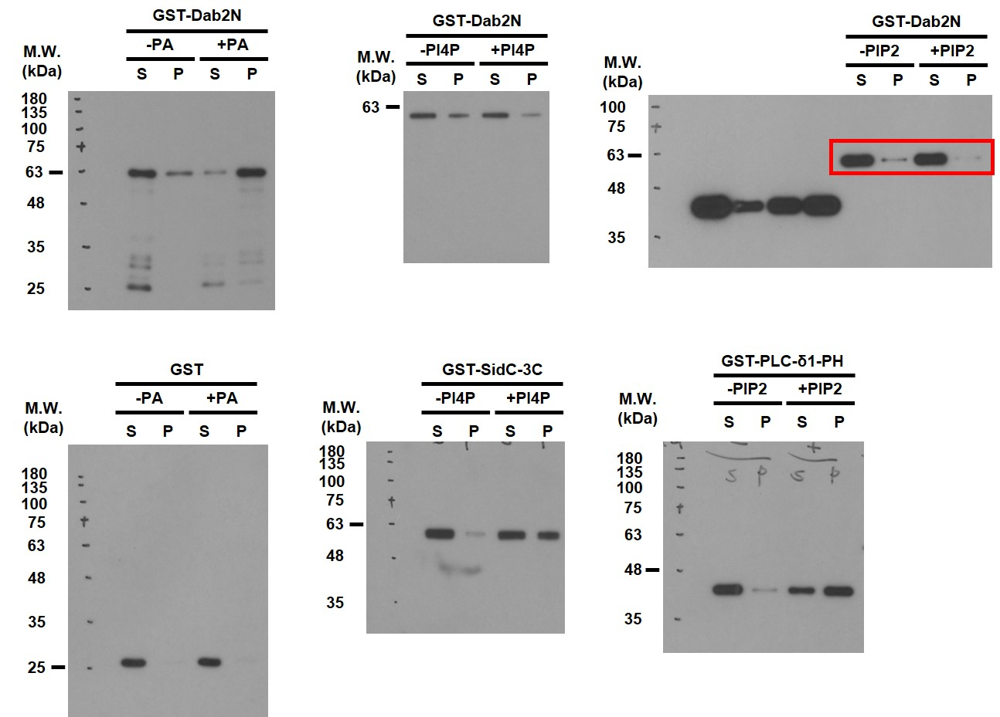 GST-Dab2N
-PA +PA
M.W.
(kDa)
S P S P
180
135
100
75
63
48
35
25
GST-Dab2N
-PI4P +PI4P
M.W.
(kDa)
S P S P
63
GST-Dab2N
-PIP2 +PIP2
M.W.
(kDa)
S P S P
100
75
63
48
35
GST
-PA +PA
M.W.
(kDa)
S P S P
180
135
100
75
63
48
35
25
GST-SidC-3C
-PI4P +PI4P
M.W.
(kDa)
S P S P
180
135
100
75
63
48
35
GST-PLC-δ1-PH
-PIP2 +PIP2
M.W.
(kDa)
S P S P
- +
S P S P
180
135
100
75
63
48
35